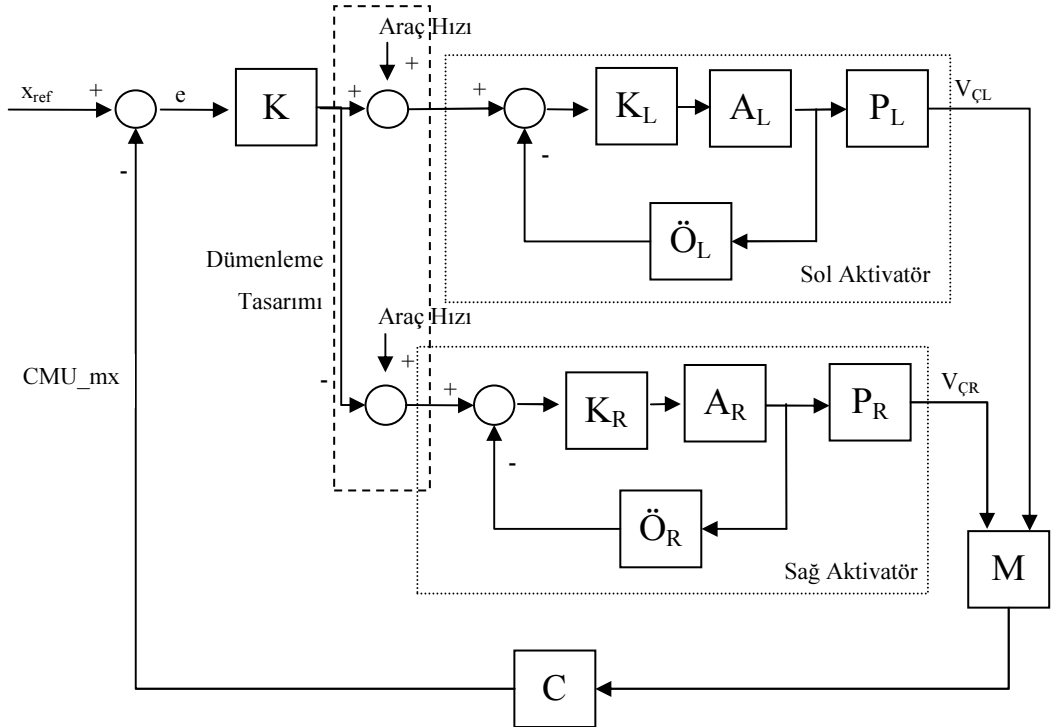 Araç Hızı
x_ref
+
e
K
+
+
+
K_L
A_L
P_L
V_ÇL
-
-
Ö_L
Sol Aktivatör
Dümenleme
Tasarımı
Araç Hızı
CMU_mx
-
+
+
K_R
A_R
P_R
V_ÇR
-
Ö_R
Sağ Aktivatör
M
C